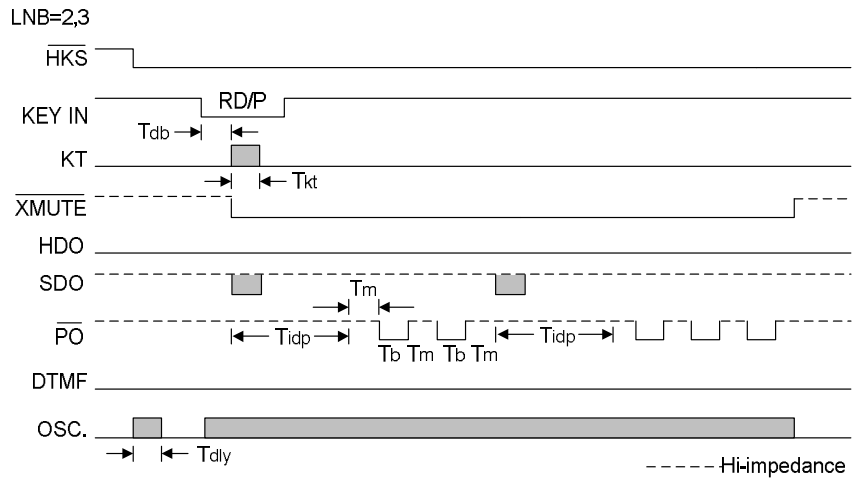 LNB=2,3
HKS
KEY IN
RD/P
Tdb
KT
Tkt
XMUTE
HDO
SDO
Tm
PO
Tidp
Tb Tm Tb Tm
Tidp
DTMF
OSC.
Tdly
Hi-impedance